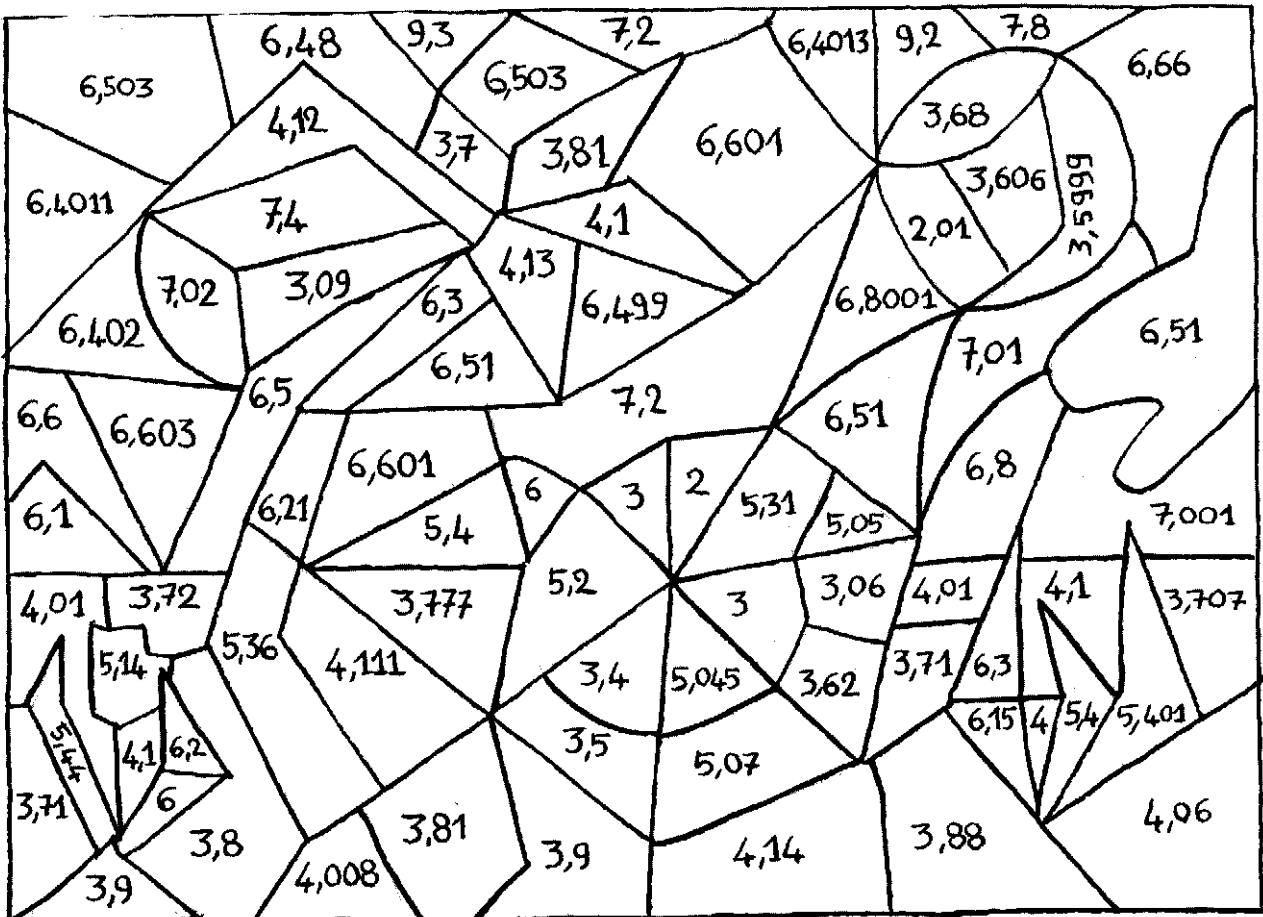 6,48 9,3 7,2 6,4013 9,2 7,8
6,503 6,503 6,66
4,12 3,7 3,81 6,601 3,68
6,4011 7,4 4,1 3,606 3,5999
7,02 3,09 6,3 4,13 6,499 2,01
6,402 6,51 6,8001 7,01 6,51
6,6 6,603 6,5 7,2 6,51
6,1 6,21 6,601 6 3 2 5,31 6,8
5,4 5,05 7,001
4,01 3,72 3,777 5,2 3 3,06 4,01 4,1 3,707
5,14 5,36 4,111 3,4 5,045 3,62 3,71 6,3
5,44 4,1 6,2 3,5 5,07 6,15 4 5,4 5,401
3,71 6 3,8 3,81 4,06
3,9 4,008 3,9 4,14 3,88